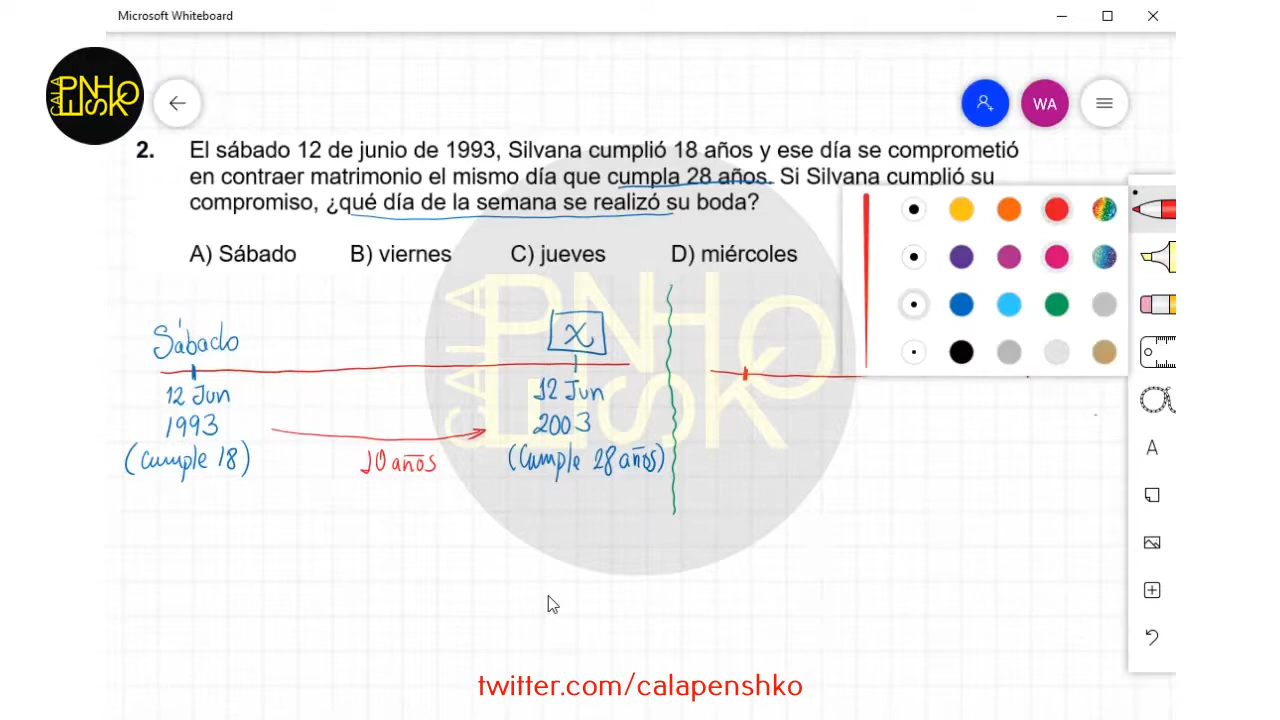 Microsoft Whiteboard
CALA
PENHOSKO
WA
2. El sábado 12 de junio de 1993, Silvana cumplió 18 años y ese día se comprometió
en contraer matrimonio el mismo día que cumpla 28 años. Si Silvana cumplió su
compromiso, ¿qué día de la semana se realizó su boda?
A) Sábado B) viernes C) jueves D) miércoles
Sábado
x
12 Jun
1993
(Cumple 18)
10 años
12 Jun
2003
(Cumple 28 años)
A
twitter.com/calapenshko